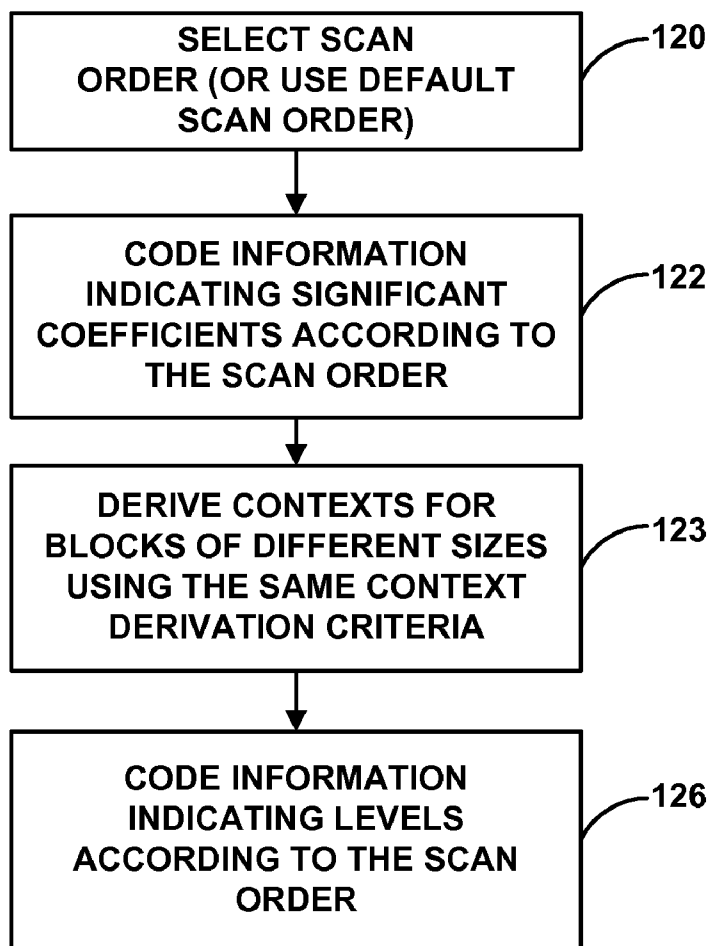 SELECT SCAN
ORDER (OR USE DEFAULT
SCAN ORDER)
120
CODE INFORMATION
INDICATING SIGNIFICANT
COEFFICIENTS ACCORDING TO
THE SCAN ORDER
122
DERIVE CONTEXTS FOR
BLOCKS OF DIFFERENT SIZES
USING THE SAME CONTEXT
DERIVATION CRITERIA
123
CODE INFORMATION
INDICATING LEVELS
ACCORDING TO THE SCAN
ORDER
126